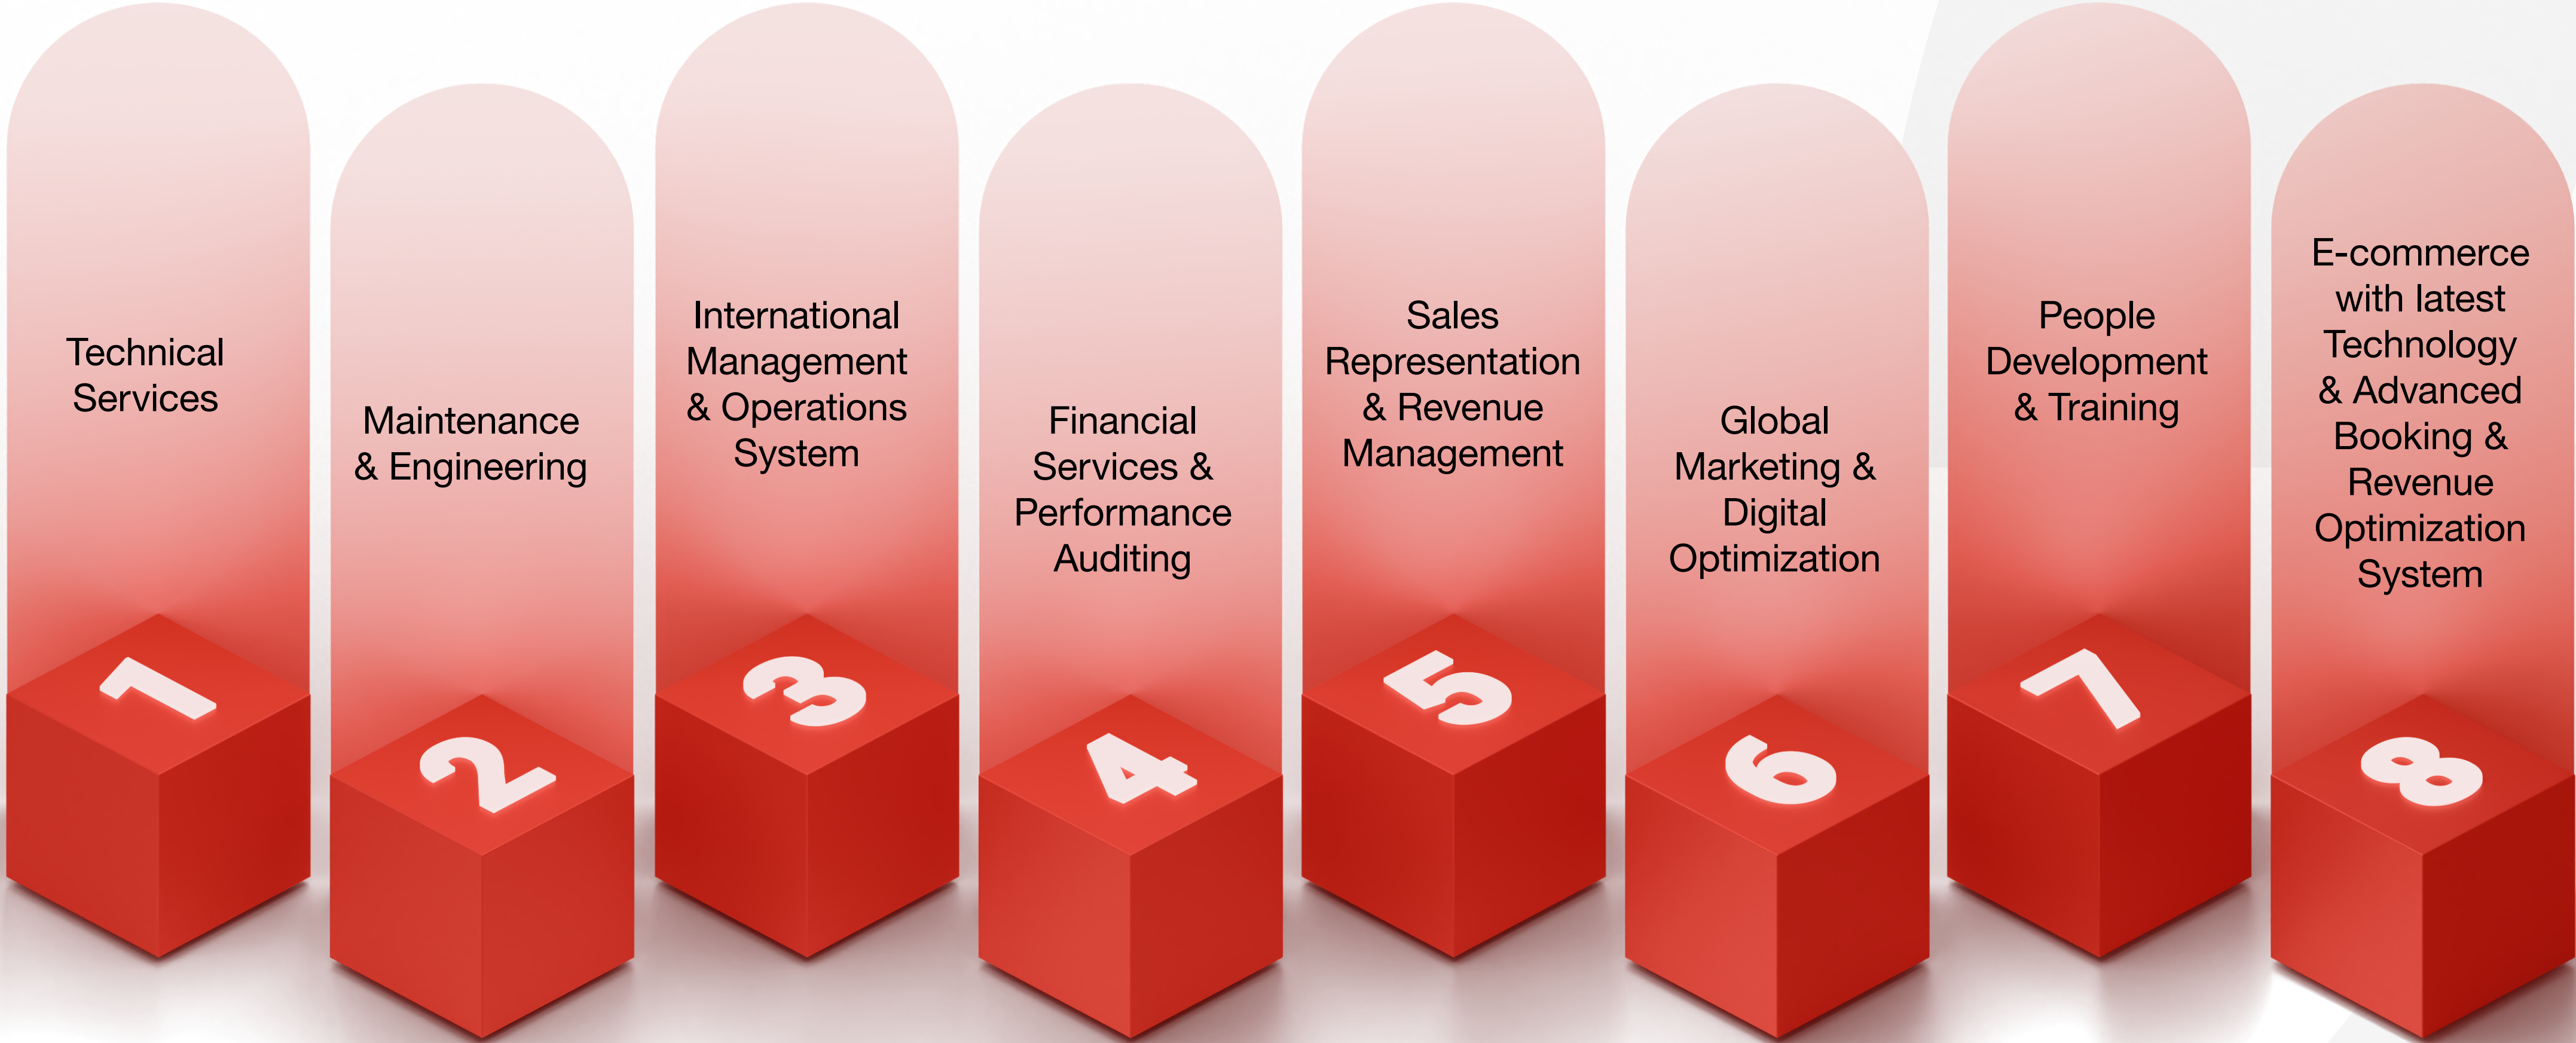 Technical
Services
1
Maintenance
& Engineering
2
International
Management
& Operations
System
3
Financial
Services &
Performance
Auditing
4
Sales
Representation
& Revenue
Management
5
Global
Marketing &
Digital
Optimization
6
People
Development
& Training
7
E-commerce
with latest
Technology
& Advanced
Booking &
Revenue
Optimization
System
8